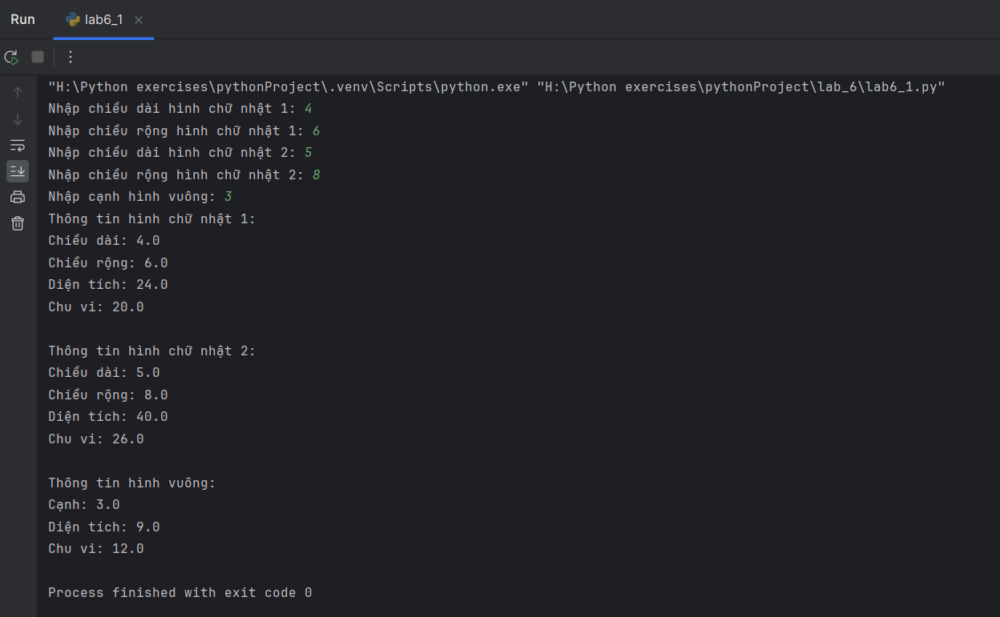 Run lab6_1
"H:\Python exercises\pythonProject\.venv\Scripts\python.exe" "H:\Python exercises\pythonProject\lab_6\lab6_1.py"
Nhập chiều dài hình chữ nhật 1: 4
Nhập chiều rộng hình chữ nhật 1: 6
Nhập chiều dài hình chữ nhật 2: 5
Nhập chiều rộng hình chữ nhật 2: 8
Nhập cạnh hình vuông: 3
Thông tin hình chữ nhật 1:
Chiều dài: 4.0
Chiều rộng: 6.0
Diện tích: 24.0
Chu vi: 20.0
Thông tin hình chữ nhật 2:
Chiều dài: 5.0
Chiều rộng: 8.0
Diện tích: 40.0
Chu vi: 26.0
Thông tin hình vuông:
Cạnh: 3.0
Diện tích: 9.0
Chu vi: 12.0
Process finished with exit code 0